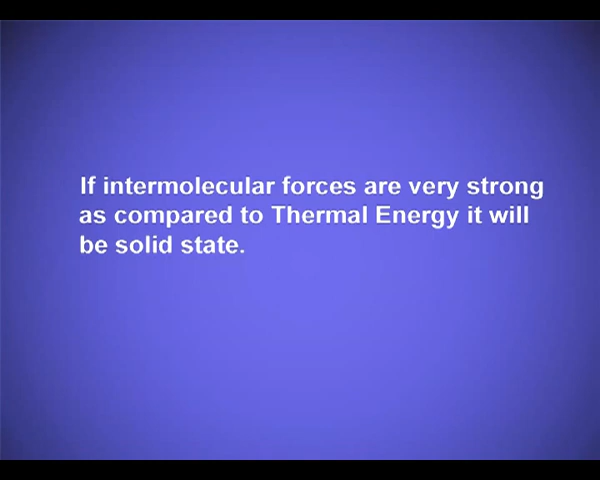 If intermolecular forces are very strong
as compared to Thermal Energy it will
be solid state.